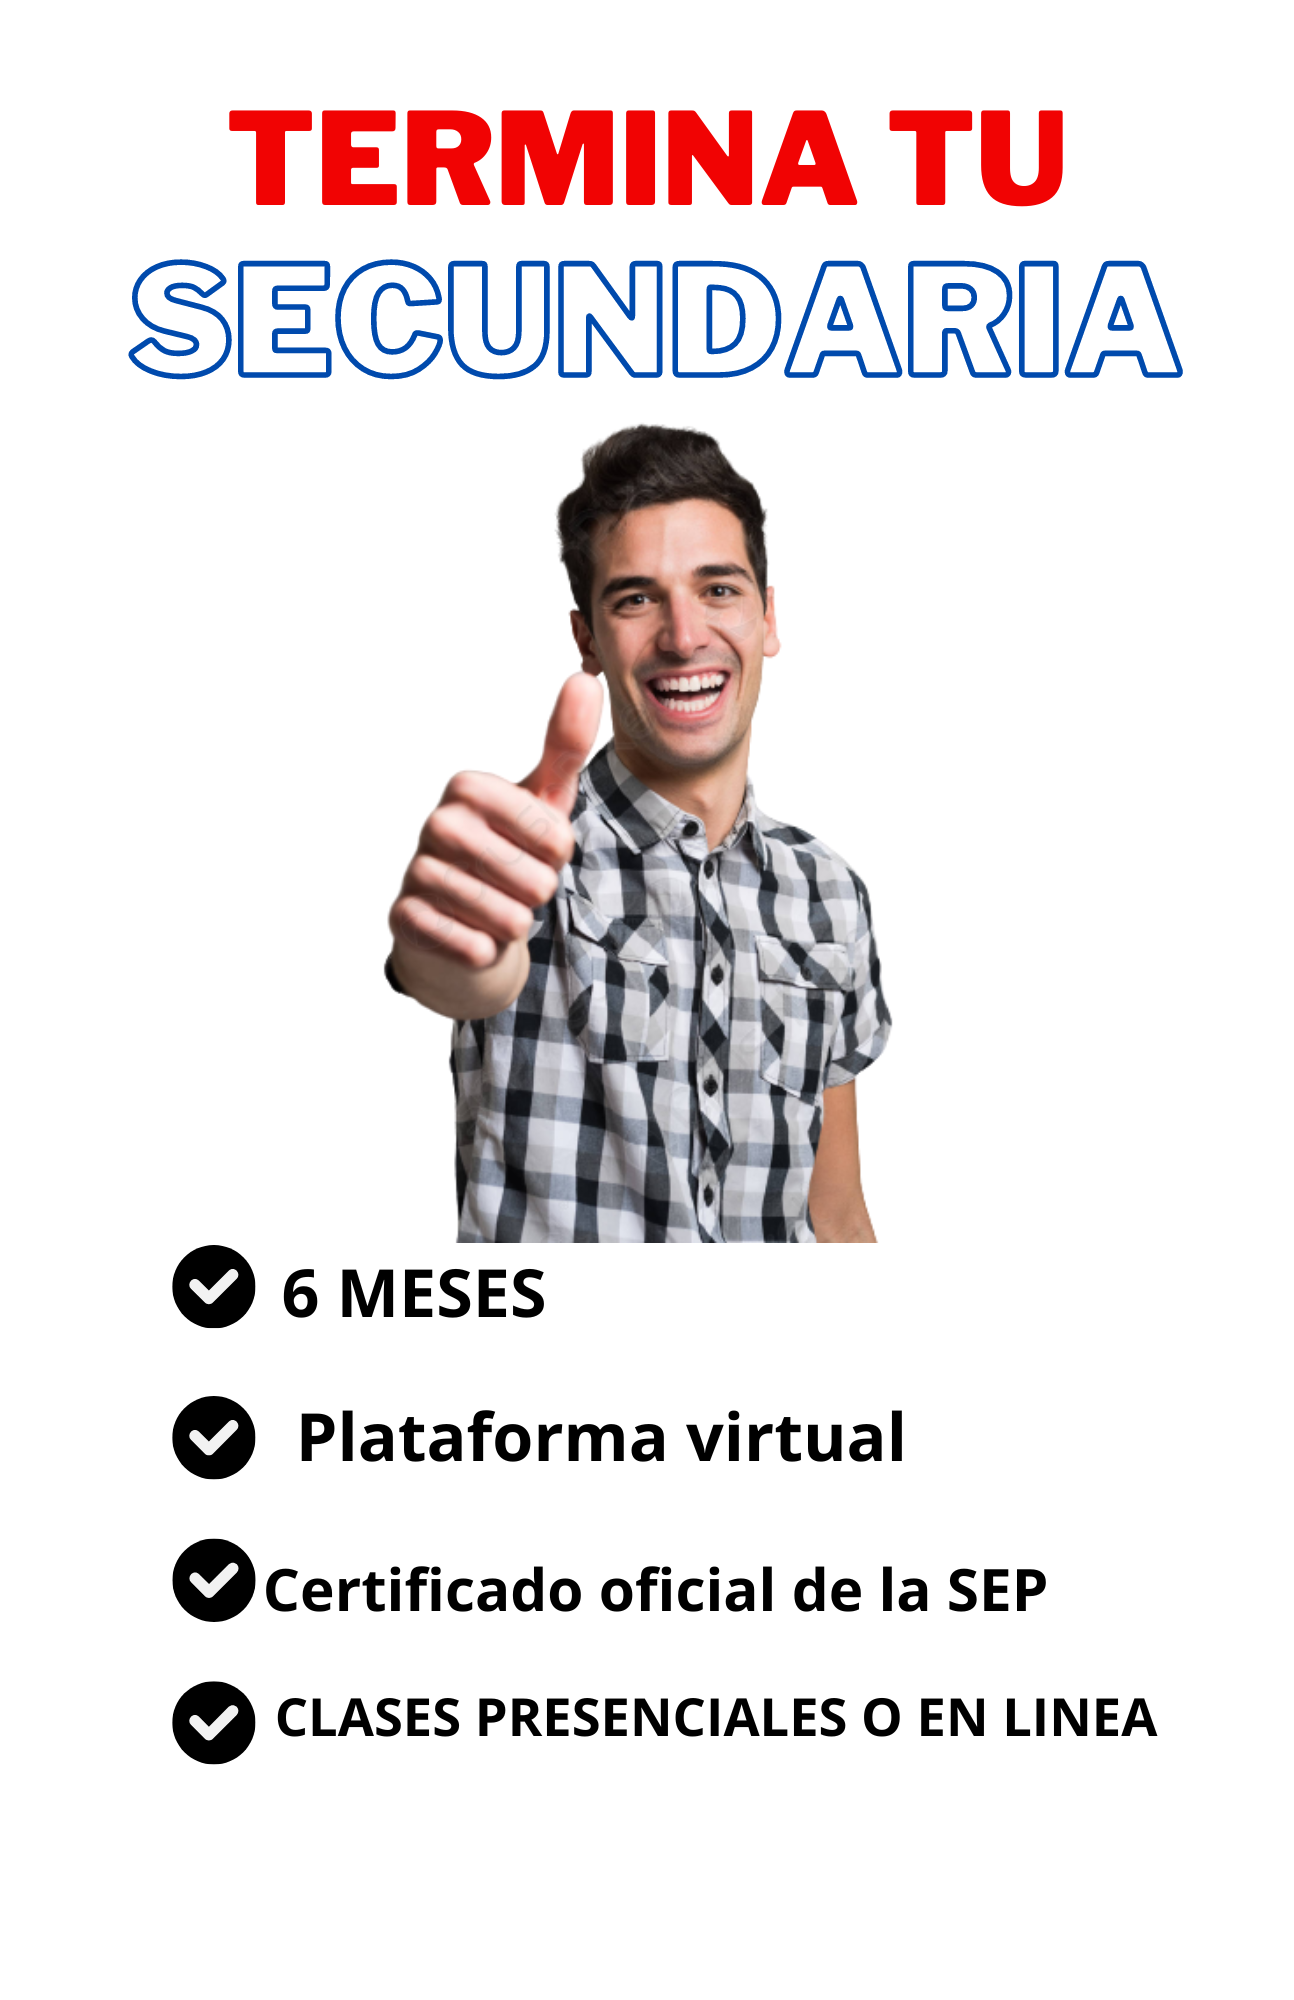 TERMINA TU
SECUNDARIA
6 MESES
Plataforma virtual
Certificado oficial de la SEP
CLASES PRESENCIALES O EN LINEA